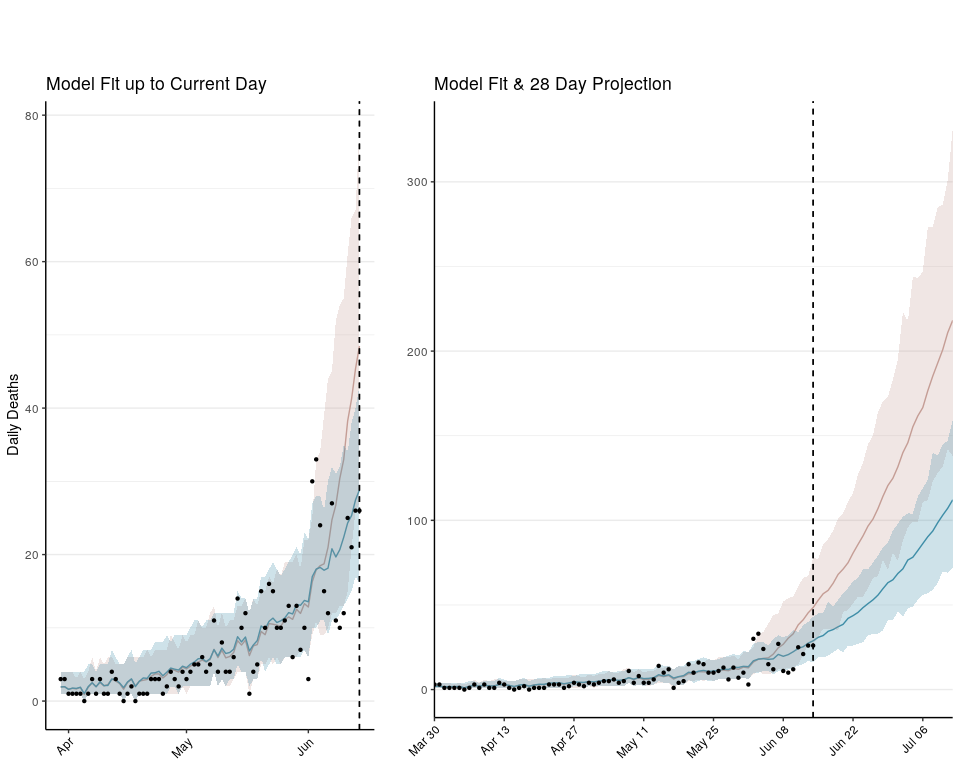 Model Fit up to Current Day
Model Fit & 28 Day Projection
Daily Deaths
80
60
40
20
0
Apr
May
Jun
300
200
100
0
Mar 30
Apr 13
Apr 27
May 11
May 25
Jun 08
Jun 22
Jul 06